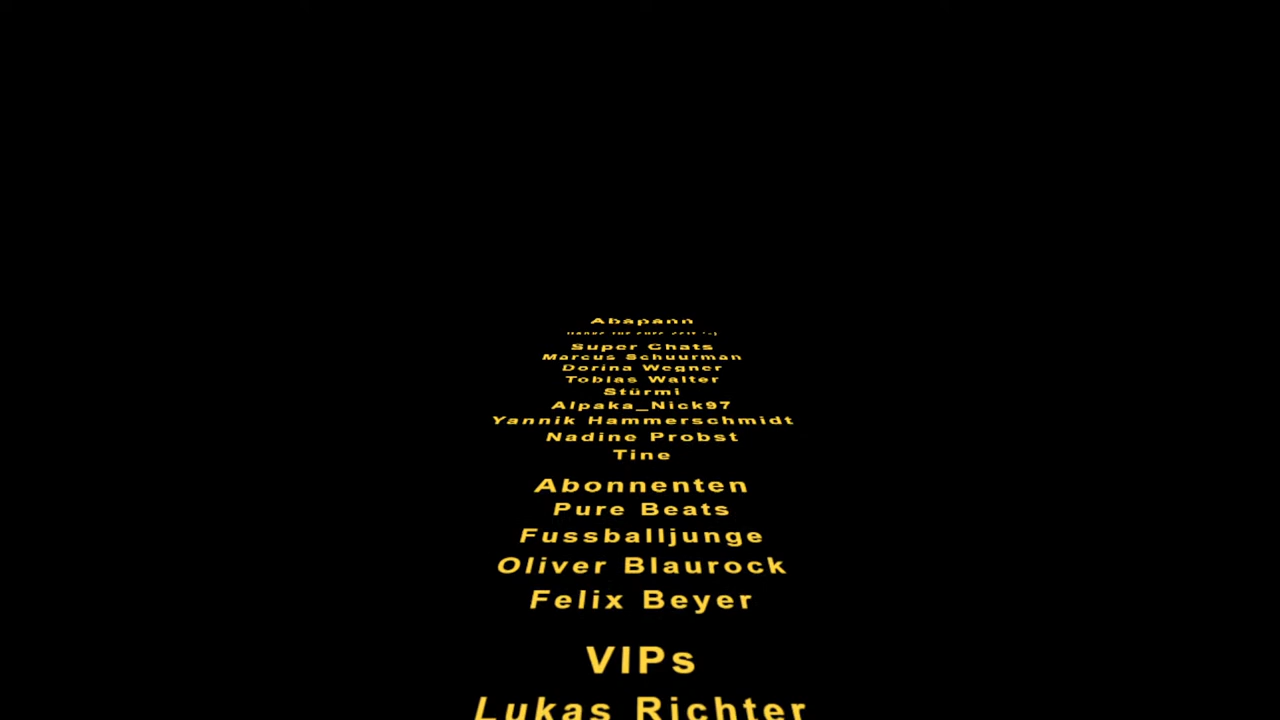 Abspann
Super Chats
Marcus Schuurman
Dorina Wegner
Tobias Walter
Stürmi
Alpaka_Nick97
Yannik Hammerschmidt
Nadine Probst
Tine
Abonnenten
Pure Beats
Fussballjunge
Oliver Blaurock
Felix Beyer
VIPs
Lukas Richter